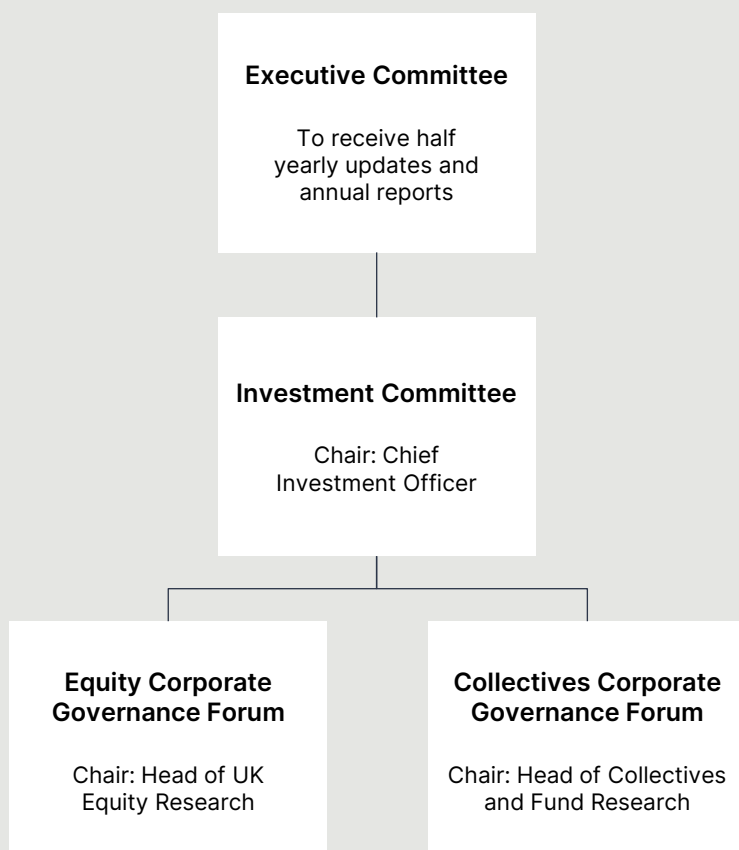 Executive Committee
To receive half
yearly updates and
annual reports
Investment Committee
Chair: Chief
Investment Officer
Equity Corporate
Governance Forum
Chair: Head of UK
Equity Research
Collectives Corporate
Governance Forum
Chair: Head of Collectives
and Fund Research